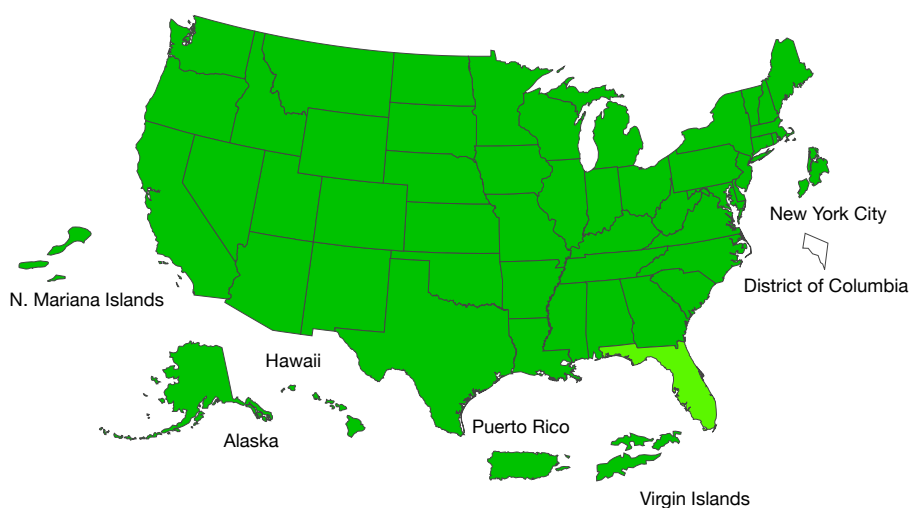 New York City
District of Columbia
N. Mariana Islands
Hawaii
Alaska
Puerto Rico
Virgin Islands